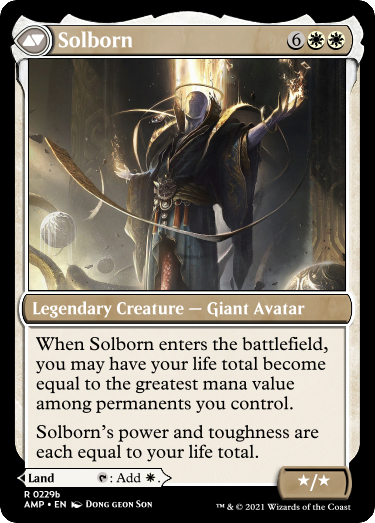 Solborn 6
Legendary Creature — Giant Avatar
When Solborn enters the battlefield,
you may have your life total become
equal to the greatest mana value
among permanents you control.
Solborn's power and toughness are
each equal to your life total.
Land : Add .
*/*
R 0229b
AMP • EN Dong geon Son
™ & © 2021 Wizards of the Coast